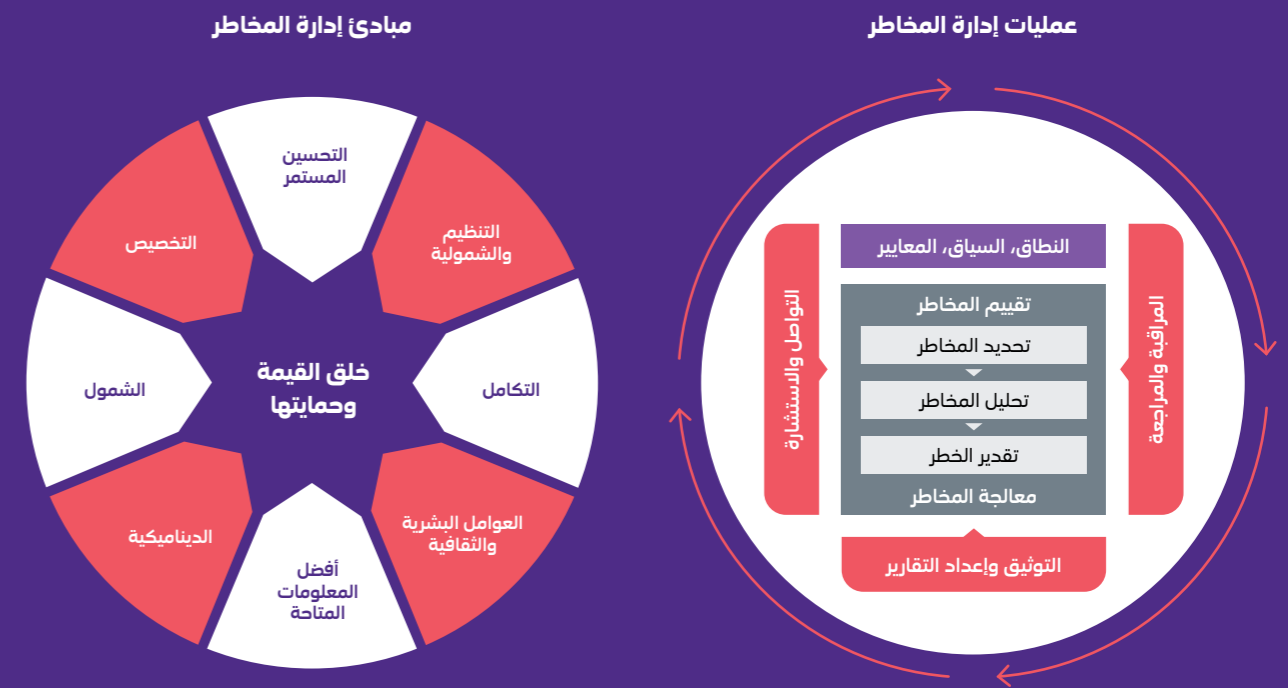 عمليات إدارة المخاطر
النطاق، السياق، المعايير
المراقبة والمراجعة
تقييم المخاطر
تحديد المخاطر
تحليل المخاطر
تقدير الخطر
معالجة المخاطر
التواصل والاستشارة
التوثيق وإعداد التقارير
مبادئ إدارة المخاطر
التحسين
المستمر
التنظيم
والشمولية
التكامل
العوامل البشرية
والثقافية
أفضل
المعلومات
المتاحة
الديناميكية
الشمول
التخصيص
خلق القيمة
وحمايتها